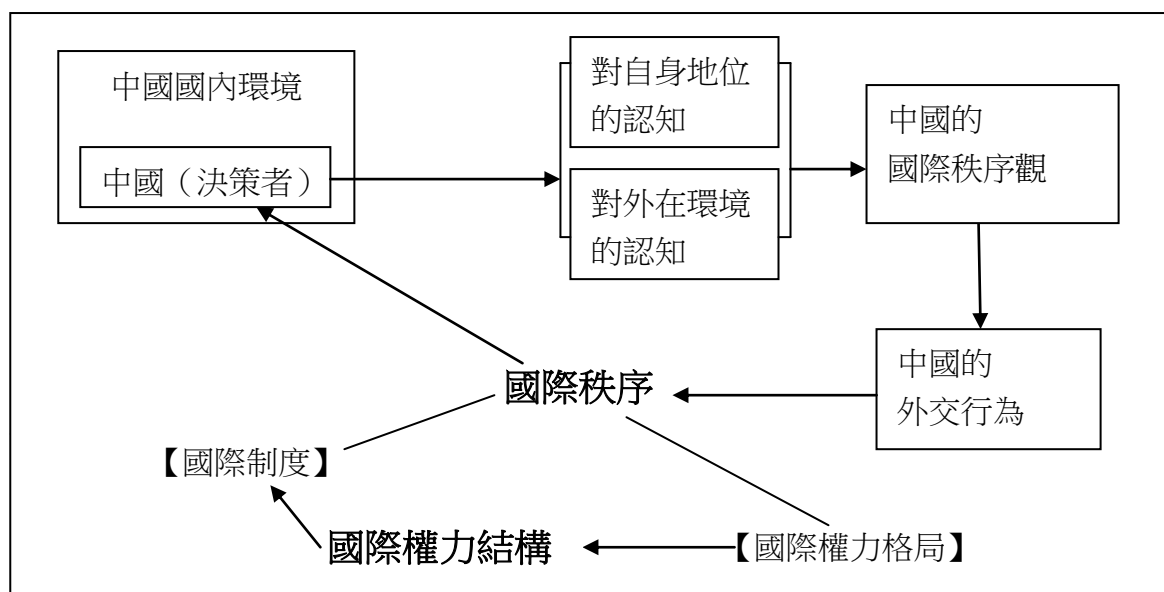 中國國內環境
中國（決策者）
對自身地位
的認知
對外在環境
的認知
中國的
國際秩序觀
中國的
外交行為
國際秩序
【國際制度】
國際權力結構
【國際權力格局】